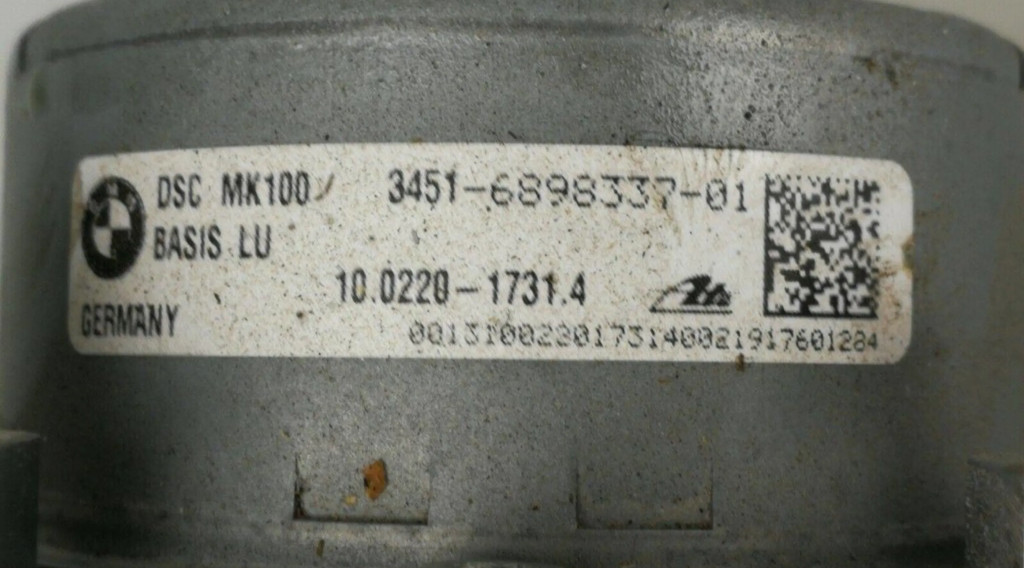 DSC MK100 3451-6898337-01
BASIS LU
10.0220-1731.4
GERMANY
0013100220173140021917601284